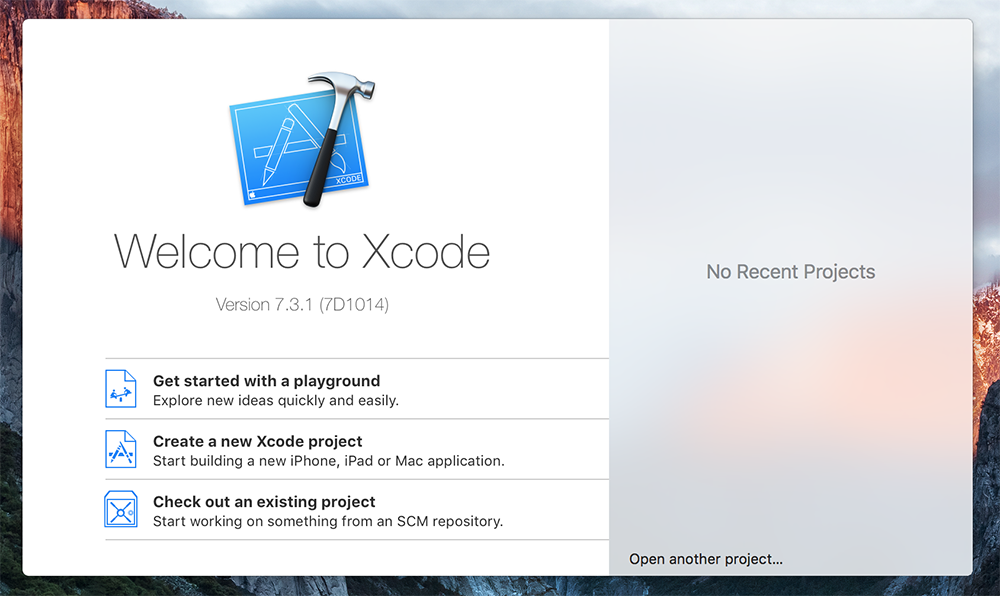 XCODE
Welcome to Xcode
Version 7.3.1 (7D1014)
Get started with a playground
Explore new ideas quickly and easily.
Create a new Xcode project
Start building a new iPhone, iPad or Mac application.
Check out an existing project
Start working on something from an SCM repository.
No Recent Projects
Open another project...